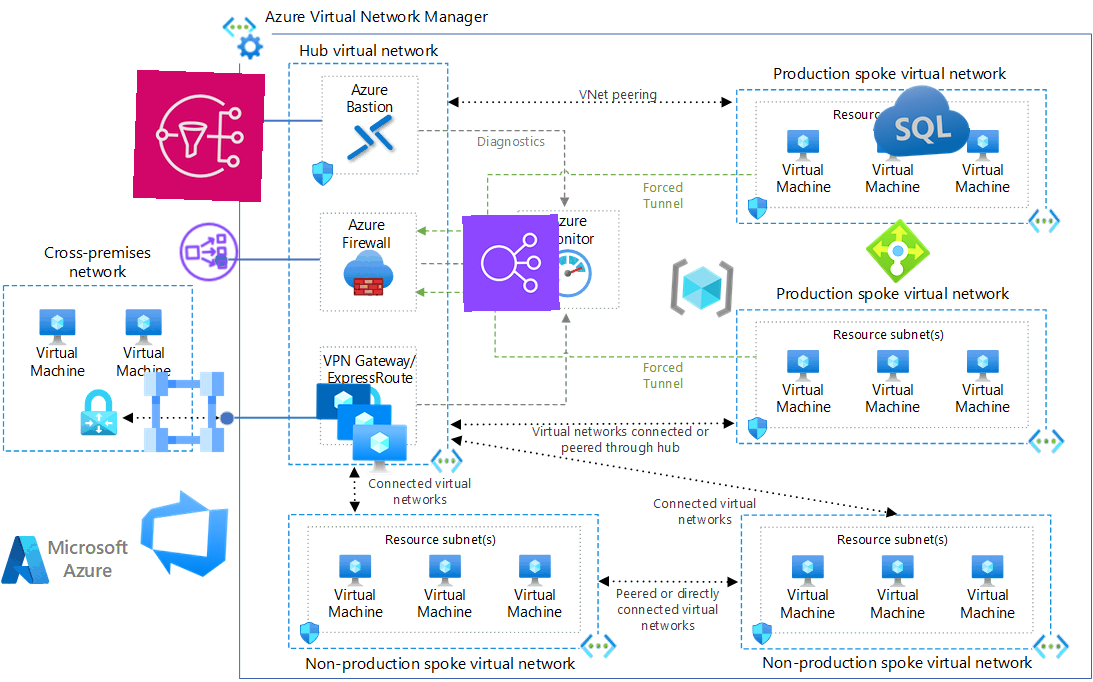 Azure Virtual Network Manager
Hub virtual network
Azure
Bastion
VNet peering
Production spoke virtual network
SQL
Virtual
Machine
Virtual
Machine
Virtual
Machine
Diagnostics
Forced
Tunnel
Azure
Firewall
Cross-premises
network
Virtual
Machine
Virtual
Machine
Production spoke virtual network
Resource subnet(s)
Virtual
Machine
Virtual
Machine
Virtual
Machine
Forced
Tunnel
VPN Gateway/
ExpressRoute
Virtual networks connected or
peered through hub
Connected virtual
networks
Connected virtual
networks
Microsoft
Azure
Resource subnet(s)
Virtual
Machine
Virtual
Machine
Virtual
Machine
Non-production spoke virtual network
Peered or directly
connected virtual
networks
Resource subnet(s)
Virtual
Machine
Virtual
Machine
Virtual
Machine
Non-production spoke virtual network